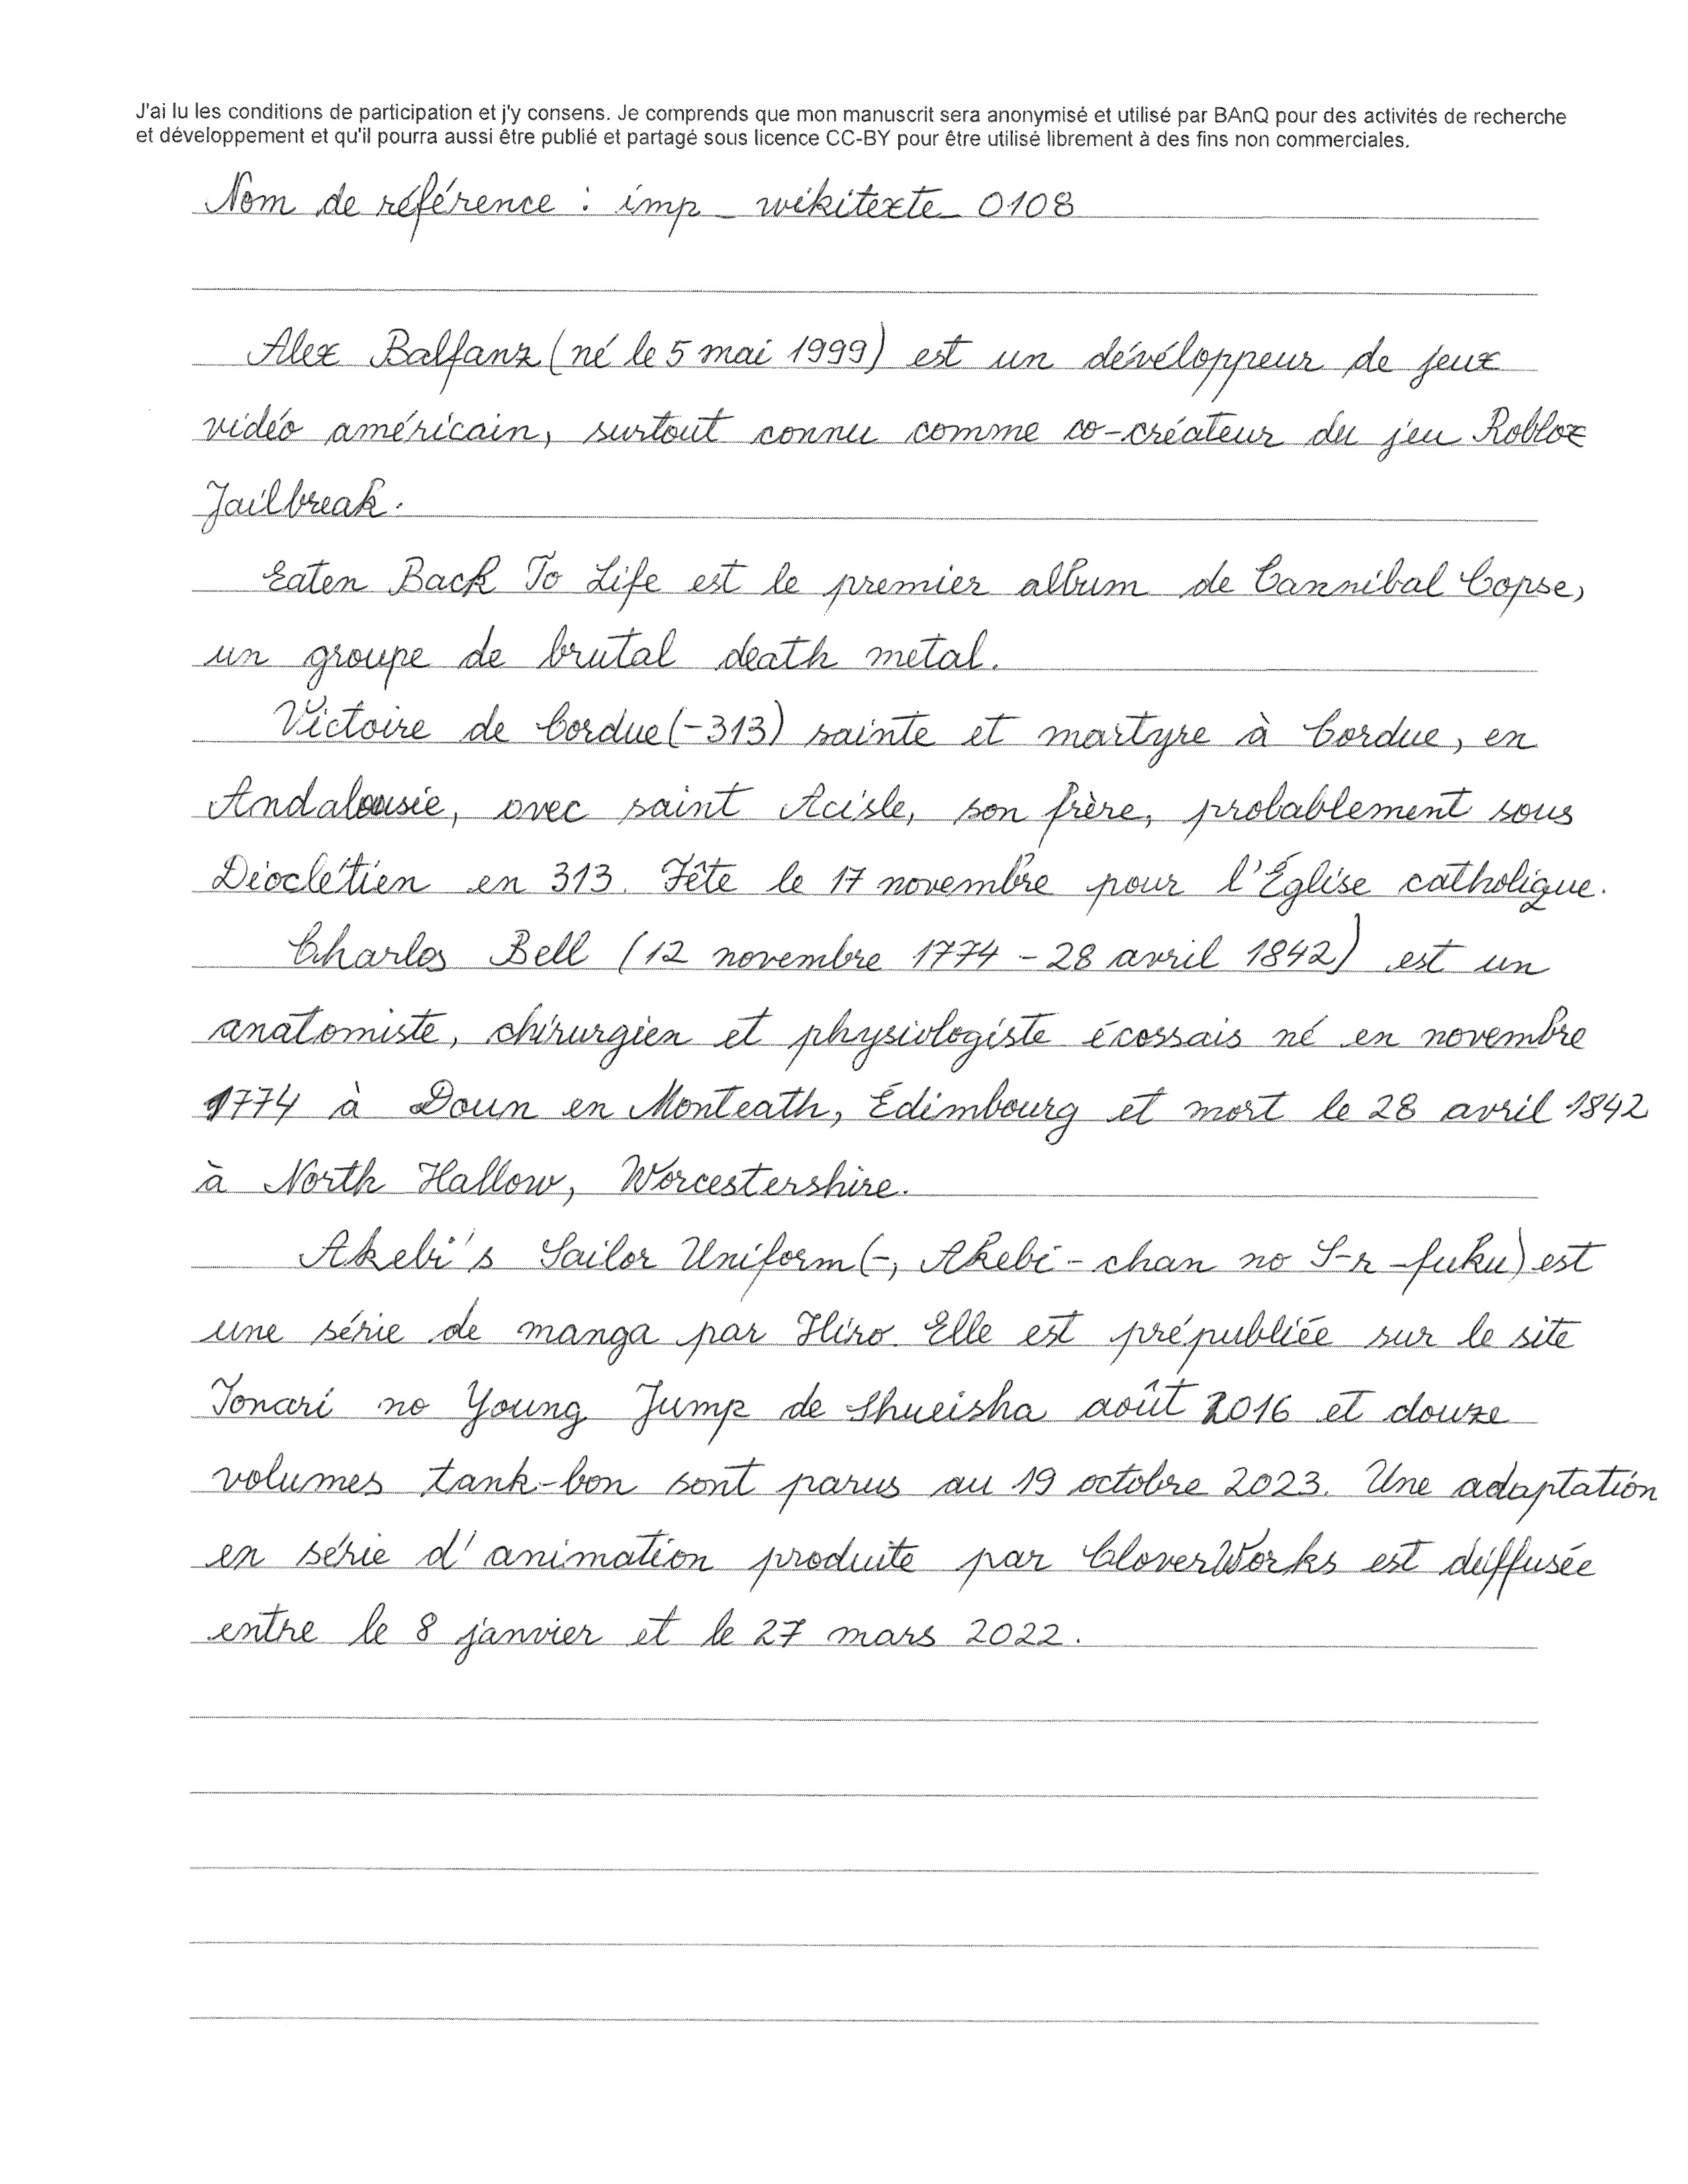 J'ai lu les conditions de participation et j'y consens. Je comprends que mon manuscrit sera anonymisé et utilisé par BAnQ pour des activités de recherche
et développement et qu'il pourra aussi être publié et partagé sous licence CC-BY pour être utilisé librement à des fins non commerciales.
Nom de référence : imp_wikitexte_0108
Alex Balfanz (né le 5 mai 1999) est un développeur de jeux
vidéo américain, surtout connu comme co-créateur du jeu Roblox
Jailbreak.
Eaten Back To Life est le premier album de Cannibal Copse,
un groupe de brutal death metal.
Victoire de Cordue (-313) sainte et martyre à Cordue, en
Andalousie, avec saint Acisle, son frère, probablement sous
Dioclétien en 313. Fête le 17 novembre pour l'Église catholique.
Charles Bell (12 novembre 1774 - 28 avril 1842) est un
anatomiste, chirurgien et physiologiste écossais né en novembre
1774 à Doun en Monteath, Édimbourg et mort le 28 avril 1842
à North Hallow, Worcestershire.
Akebi's Sailor Uniform (-, Akebi-chan no S-r-fuku) est
une série de manga par Hiro. Elle est prépubliée sur le site
Tonari no Young Jump de Shueisha août 2016 et douze
volumes tank-bon sont parus au 19 octobre 2023. Une adaptation
en série d'animation produite par CloverWorks est diffusée
entre le 8 janvier et le 27 mars 2022.